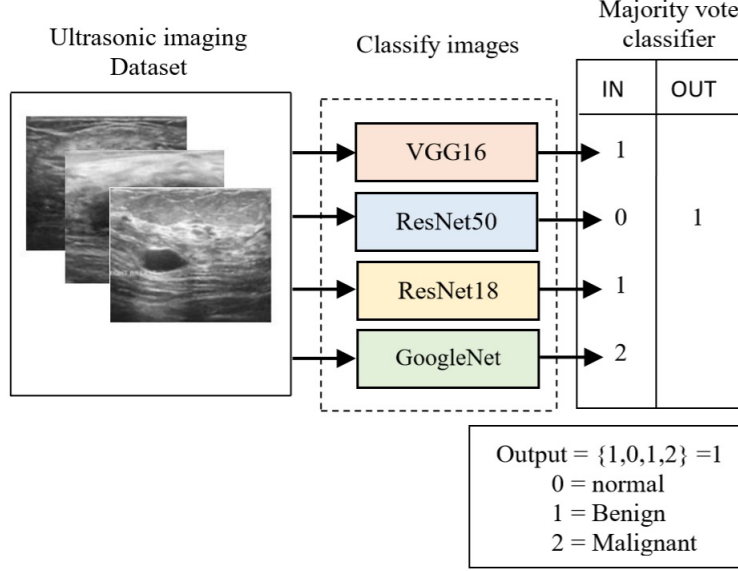 Ultrasonic imaging
Dataset
Classify images
Majority vote
classifier
IN OUT
VGG16 1
ResNet50 0 1
ResNet18 1
GoogleNet 2
Output = {1,0,1,2} =1
0 = normal
1 = Benign
2 = Malignant